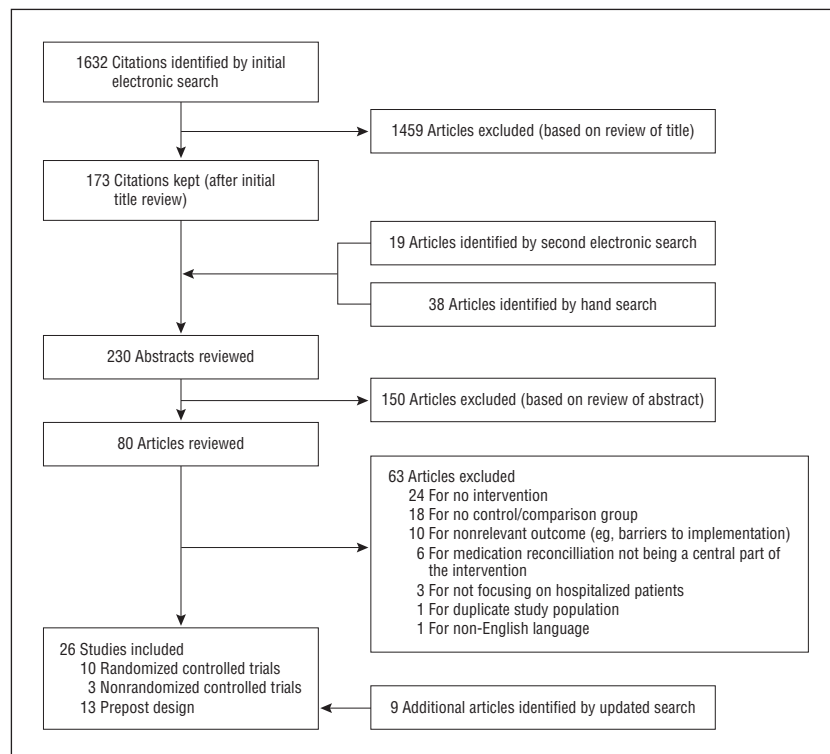 1632 Citations identified by initial
electronic search
1459 Articles excluded (based on review of title)
173 Citations kept (after initial
title review)
19 Articles identified by second electronic search
38 Articles identified by hand search
230 Abstracts reviewed
150 Articles excluded (based on review of abstract)
80 Articles reviewed
63 Articles excluded
24 For no intervention
18 For no control/comparison group
10 For nonrelevant outcome (eg, barriers to implementation)
6 For medication reconcilliation not being a central part of
the intervention
3 For not focusing on hospitalized patients
1 For duplicate study population
1 For non-English language
26 Studies included
10 Randomized controlled trials
3 Nonrandomized controlled trials
13 Prepost design
9 Additional articles identified by updated search